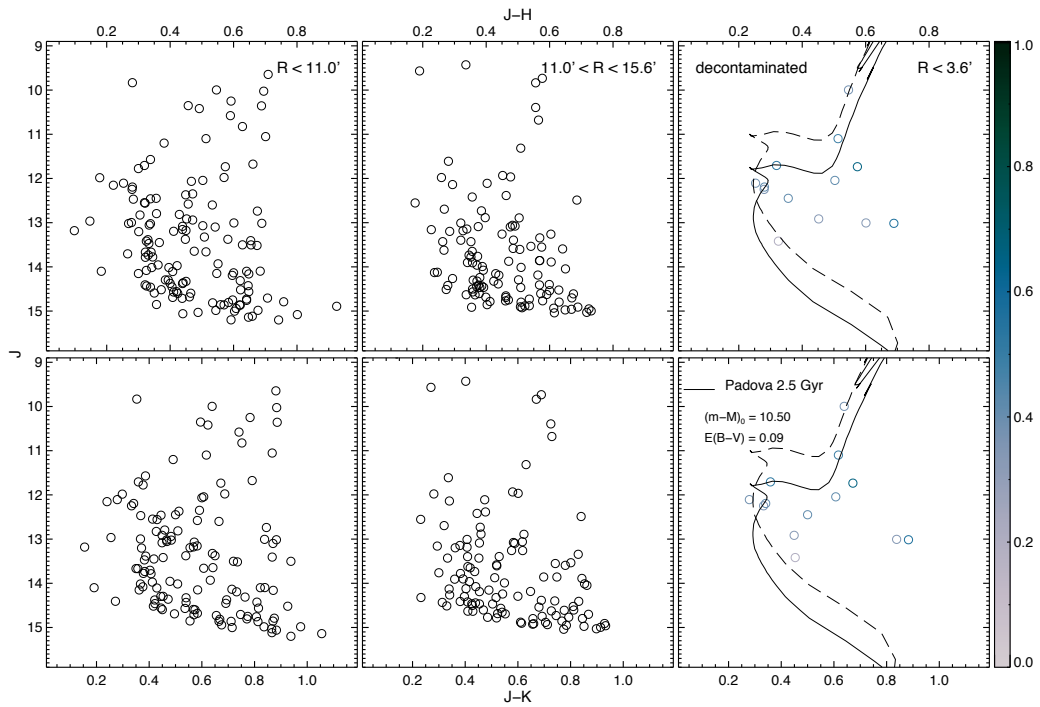 J−H
0.2 0.4 0.6 0.8 0.2 0.4 0.6 0.8 0.2 0.4 0.6 0.8
R < 11.0'
11.0' < R < 15.6'
decontaminated R < 3.6'
9
10
11
12
13
14
15
9
10
11
12
13
14
15
J
Padova 2.5 Gyr
(m−M)₀ = 10.50
E(B−V) = 0.09
0.2 0.4 0.6 0.8 1.0 0.2 0.4 0.6 0.8 1.0 0.2 0.4 0.6 0.8 1.0
J−K
1.0
0.8
0.6
0.4
0.2
0.0